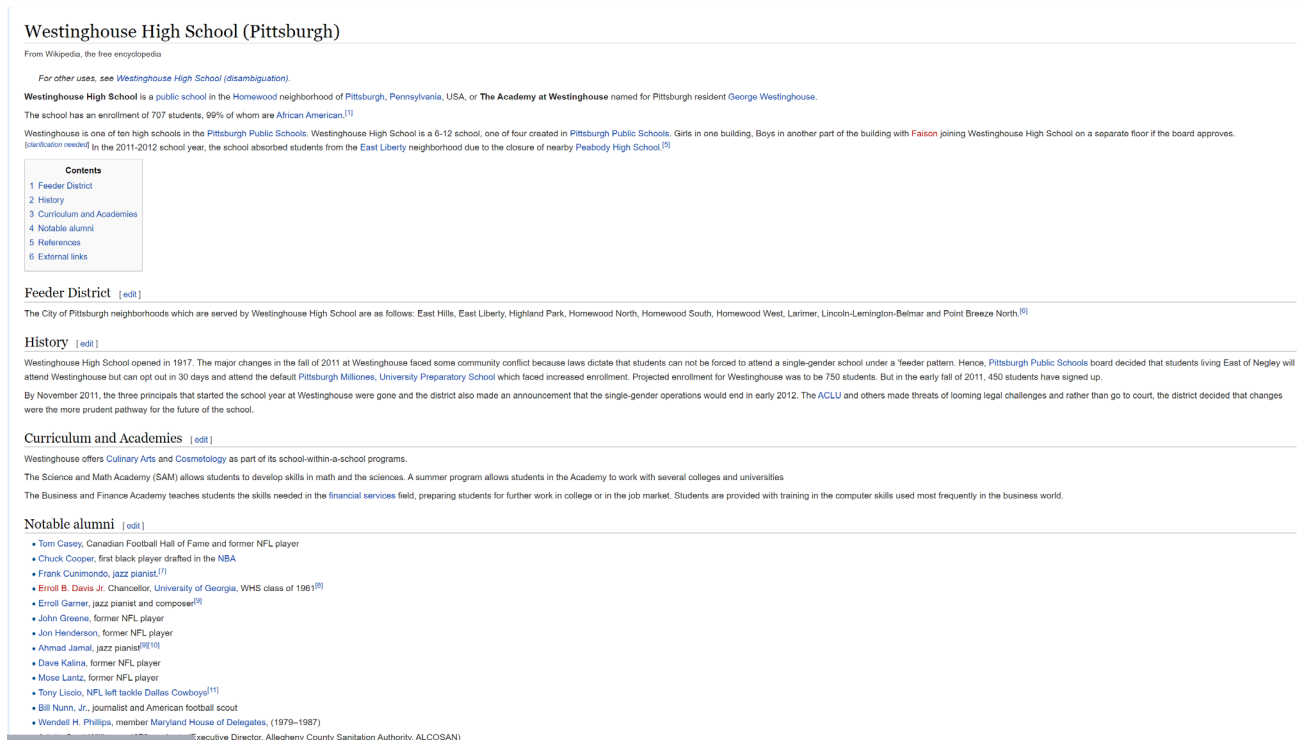 Westinghouse High School (Pittsburgh)
From Wikipedia, the free encyclopedia
For other uses, see Westinghouse High School (disambiguation).
Westinghouse High School is a public school in the Homewood neighborhood of Pittsburgh, Pennsylvania, USA, or The Academy at Westinghouse named for Pittsburgh resident George Westinghouse.
The school has an enrollment of 707 students, 99% of whom are African American.[1]
Westinghouse is one of ten high schools in the Pittsburgh Public Schools. Westinghouse High School is a 6-12 school, one of four created in Pittsburgh Public Schools. Girls in one building, Boys in another part of the building with Faison joining Westinghouse High School on a separate floor if the board approves.
[clarification needed] In the 2011-2012 school year, the school absorbed students from the East Liberty neighborhood due to the closure of nearby Peabody High School.[5]
Contents
1 Feeder District
2 History
3 Curriculum and Academies
4 Notable alumni
5 References
6 External links
Feeder District [ edit ]
The City of Pittsburgh neighborhoods which are served by Westinghouse High School are as follows: East Hills, East Liberty, Highland Park, Homewood North, Homewood South, Homewood West, Larimer, Lincoln-Lemington-Belmar and Point Breeze North.[6]
History [ edit ]
Westinghouse High School opened in 1917. The major changes in the fall of 2011 at Westinghouse faced some community conflict because laws dictate that students can not be forced to attend a single-gender school under a 'feeder pattern. Hence, Pittsburgh Public Schools board decided that students living East of Negley will
attend Westinghouse but can opt out in 30 days and attend the default Pittsburgh Milliones, University Preparatory School which faced increased enrollment. Projected enrollment for Westinghouse was to be 750 students. But in the early fall of 2011, 450 students have signed up.
By November 2011, the three principals that started the school year at Westinghouse were gone and the district also made an announcement that the single-gender operations would end in early 2012. The ACLU and others made threats of looming legal challenges and rather than go to court, the district decided that changes
were the more prudent pathway for the future of the school.
Curriculum and Academies [ edit ]
Westinghouse offers Culinary Arts and Cosmetology as part of its school-within-a-school programs.
The Science and Math Academy (SAM) allows students to develop skills in math and the sciences. A summer program allows students in the Academy to work with several colleges and universities
The Business and Finance Academy teaches students the skills needed in the financial services field, preparing students for further work in college or in the job market. Students are provided with training in the computer skills used most frequently in the business world.
Notable alumni [ edit ]
• Tom Casey, Canadian Football Hall of Fame and former NFL player
• Chuck Cooper, first black player drafted in the NBA
• Frank Cunimondo, jazz pianist.[7]
• Erroll B. Davis Jr. Chancellor, University of Georgia, WHS class of 1961[8]
• Erroll Garner, jazz pianist and composer[9]
• John Greene, former NFL player
• Jon Henderson, former NFL player
• Ahmad Jamal, jazz pianist[9][10]
• Dave Kalina, former NFL player
• Mose Lantz, former NFL player
• Tony Liscio, NFL left tackle Dallas Cowboys[11]
• Bill Nunn, Jr., journalist and American football scout
• Wendell H. Phillips, member Maryland House of Delegates, (1979–1987)
Executive Director, Allegheny County Sanitation Authority, ALCOSAN)